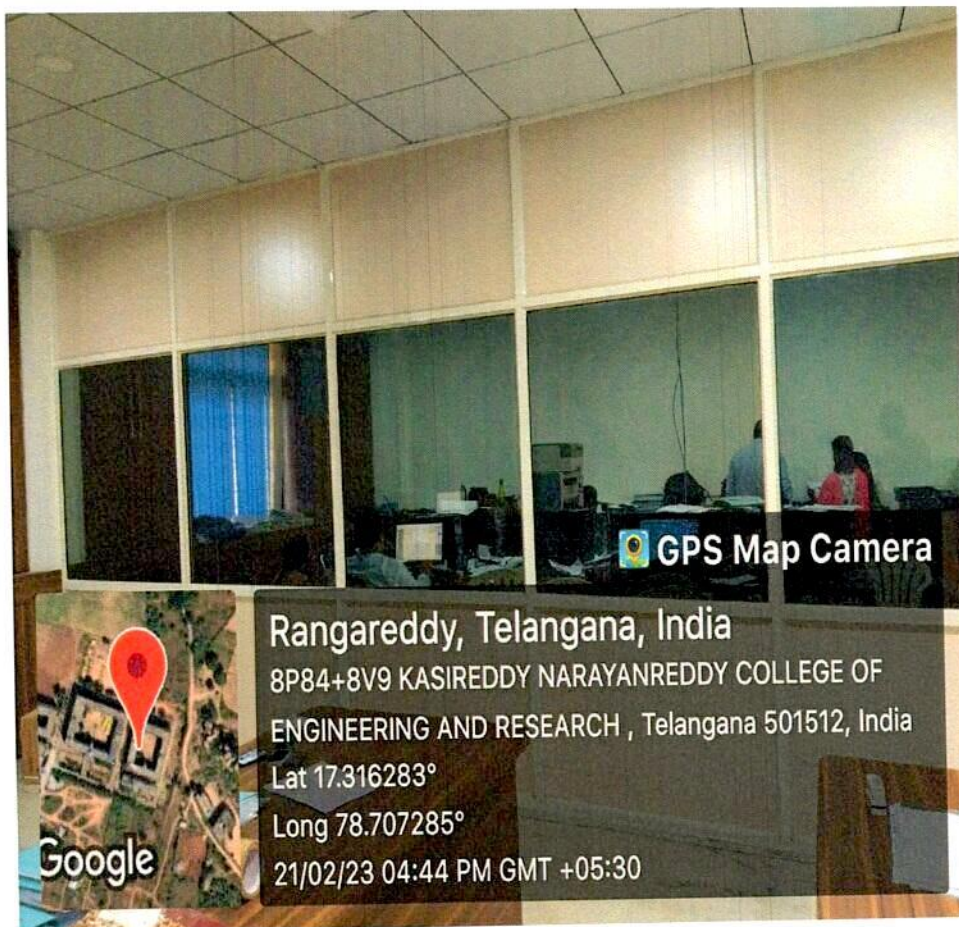 GPS Map Camera
Rangareddy, Telangana, India
8P84+8V9 KASIREDDY NARAYANREDDY COLLEGE OF
ENGINEERING AND RESEARCH , Telangana 501512, India
Lat 17.316283°
Long 78.707285°
21/02/23 04:44 PM GMT +05:30
Google